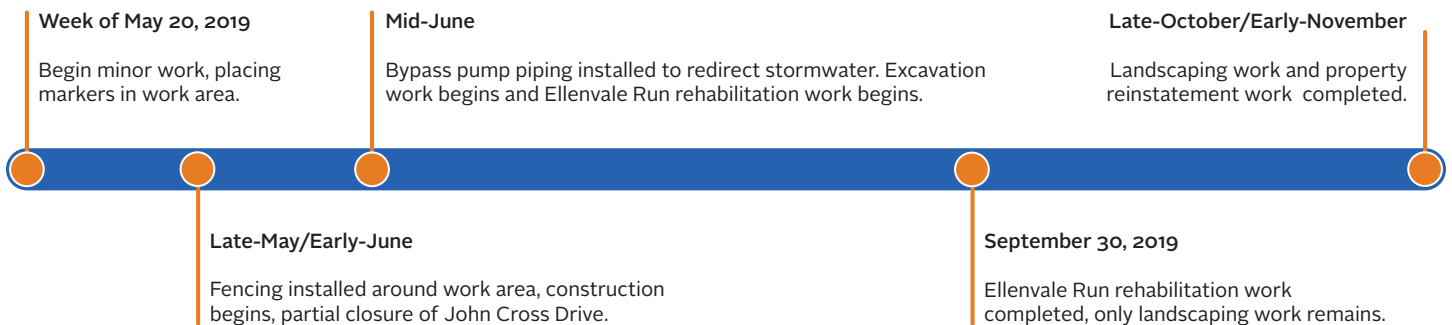 Week of May 20, 2019
Begin minor work, placing
markers in work area.
Mid-June
Bypass pump piping installed to redirect stormwater. Excavation
work begins and Ellenvale Run rehabilitation work begins.
Late-October/Early-November
Landscaping work and property
reinstatement work completed.
Late-May/Early-June
Fencing installed around work area, construction
begins, partial closure of John Cross Drive.
September 30, 2019
Ellenvale Run rehabilitation work
completed, only landscaping work remains.